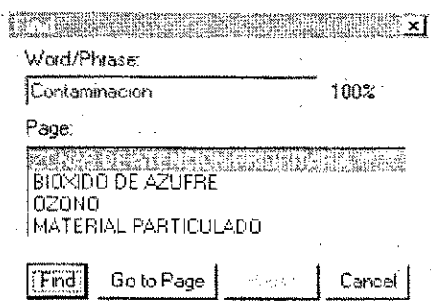 Word/Phrase:
Contaminacion 100%
Page:
BIOXIDO DE AZUFRE
OZONO
MATERIAL PARTICULADO
Find Go to Page Cancel